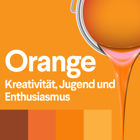 Orange
Kreativität, Jugend und
Enthusiasmus